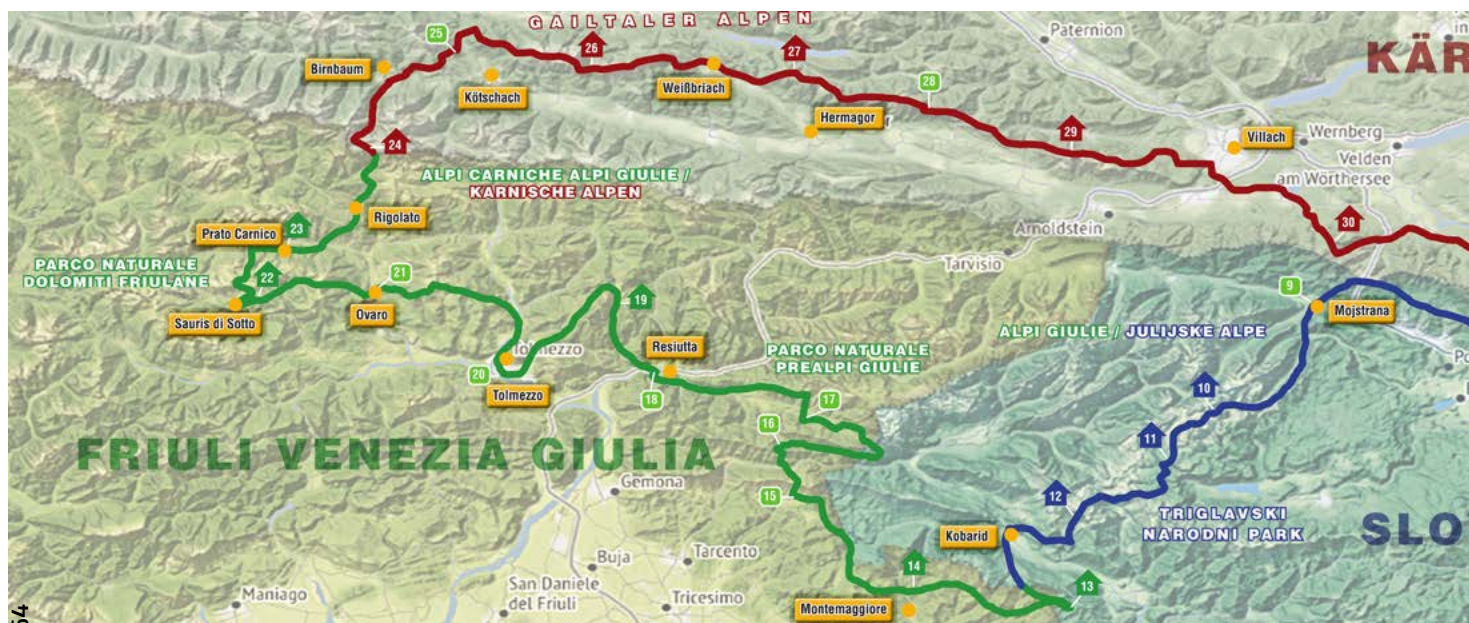 GAILTALER ALPEN
Paternion
KÄR
25
26
27
Birnbaum
Kötschach
Weißbriach
28
Hermagor
29
Villach
Wernberg
Velden
am Wörthersee
24
ALPI CARNICHE ALPI GIULIE /
KARNISCHE ALPEN
Rigolato
Prato Carnico
23
30
Arnoldstein
Tarvisio
PARCO NATURALE
DOLOMITI FRIULANE
22
21
19
9
Mojstrana
Sauris di Sotto
Ovaro
ALPI GIULIE / JULIJSKE ALPE
Tolmezzo
Resiutta
PARCO NATURALE
PREALPI GIULIE
20
Tolmezzo
18
17
10
16
11
FRIULI VENEZIA GIULIA
Gemona
15
12
TRIGLAVSKI
NARODNI PARK
SLO
Kobarid
Buja
Tarcento
14
13
San Daniele
del Friuli
Tricesimo
Maniago
Montemaggiore